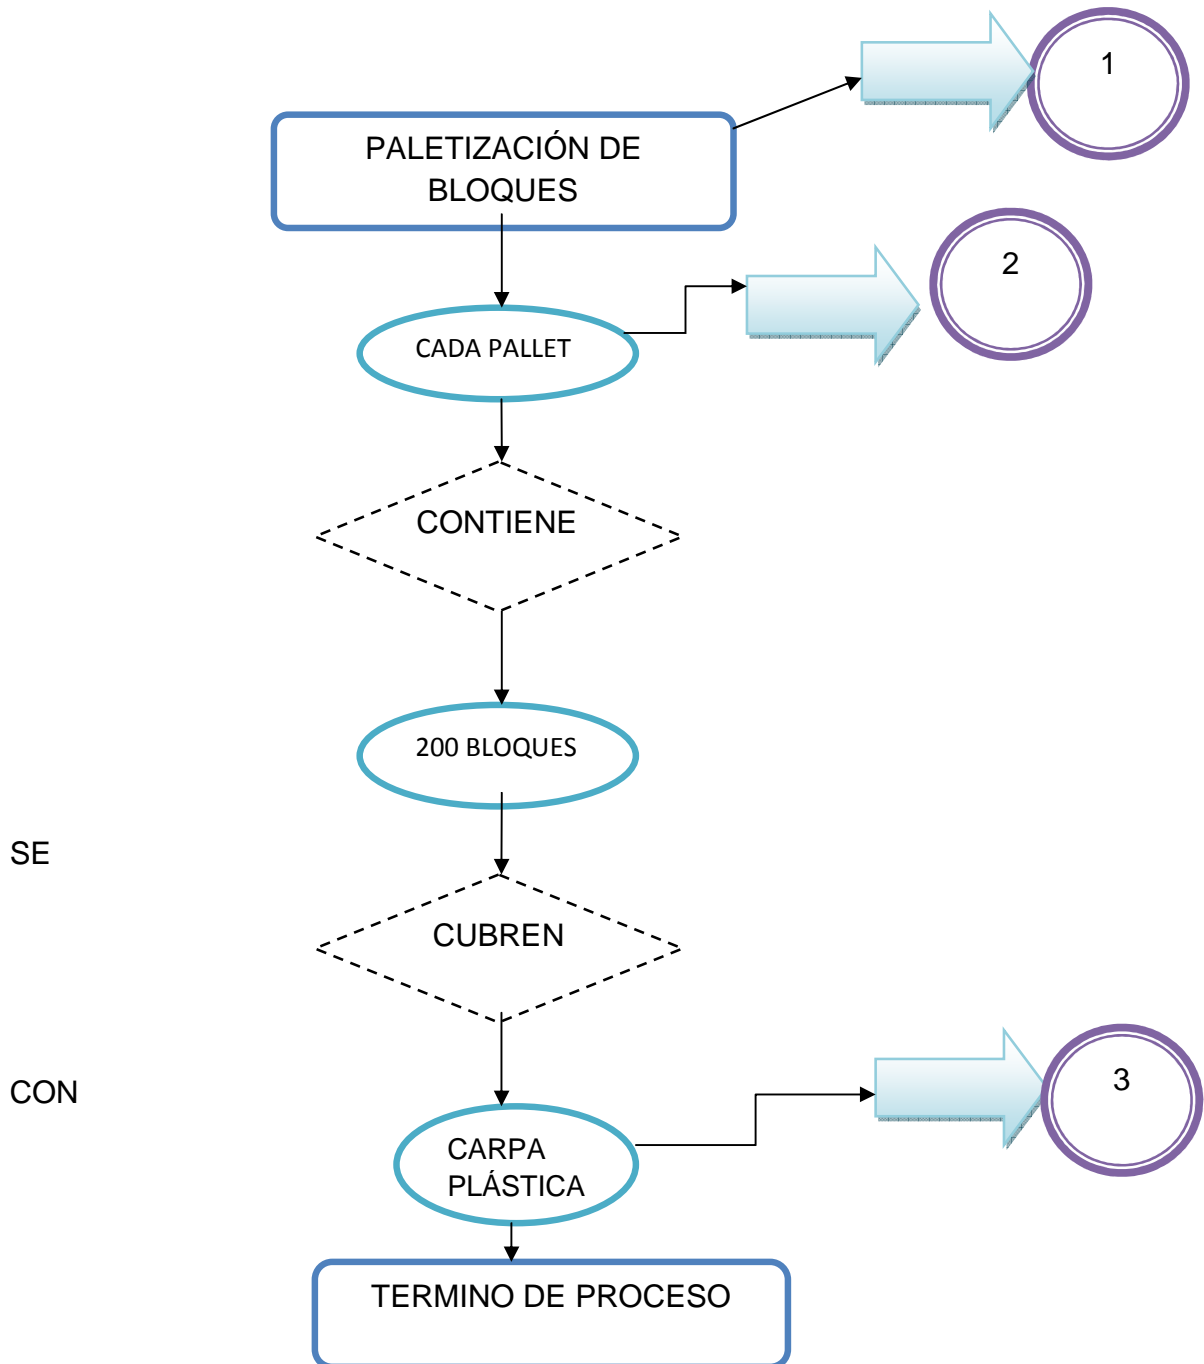 1
PALETIZACIÓN DE
BLOQUES
2
CADA PALLET
CONTIENE
200 BLOQUES
SE
CUBREN
CON
3
CARPA
PLÁSTICA
TERMINO DE PROCESO